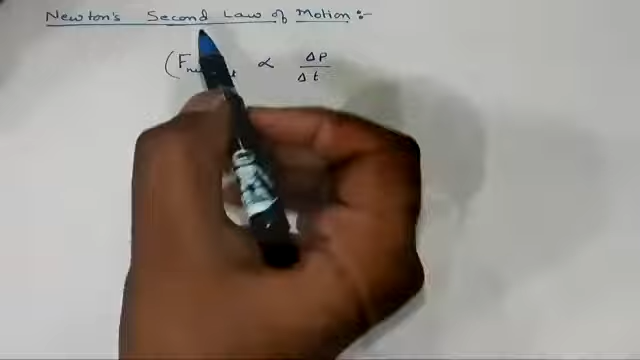 Newton's Second Law of Motion :-
(F ∝ ΔP/Δt